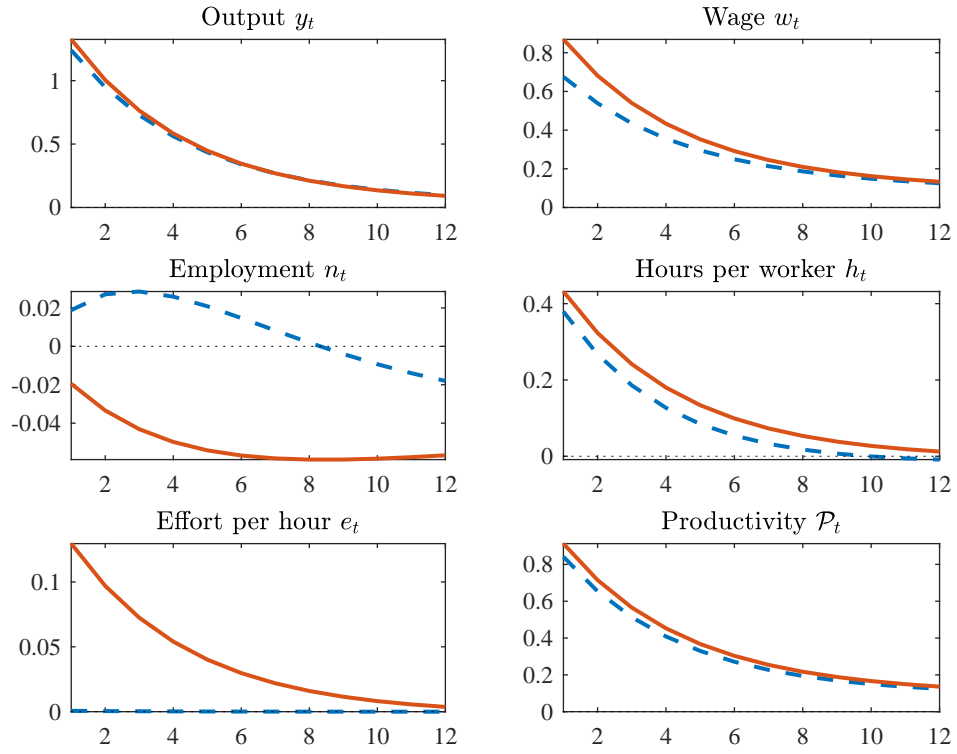 Output y_t
1
0.5
0
2 4 6 8 10 12
Wage w_t
0.8
0.6
0.4
0.2
0
2 4 6 8 10 12
Employment n_t
0.02
0
-0.02
-0.04
2 4 6 8 10 12
Hours per worker h_t
0.4
0.2
0
2 4 6 8 10 12
Effort per hour e_t
0.1
0.05
0
2 4 6 8 10 12
Productivity 𝒫_t
0.8
0.6
0.4
0.2
0
2 4 6 8 10 12